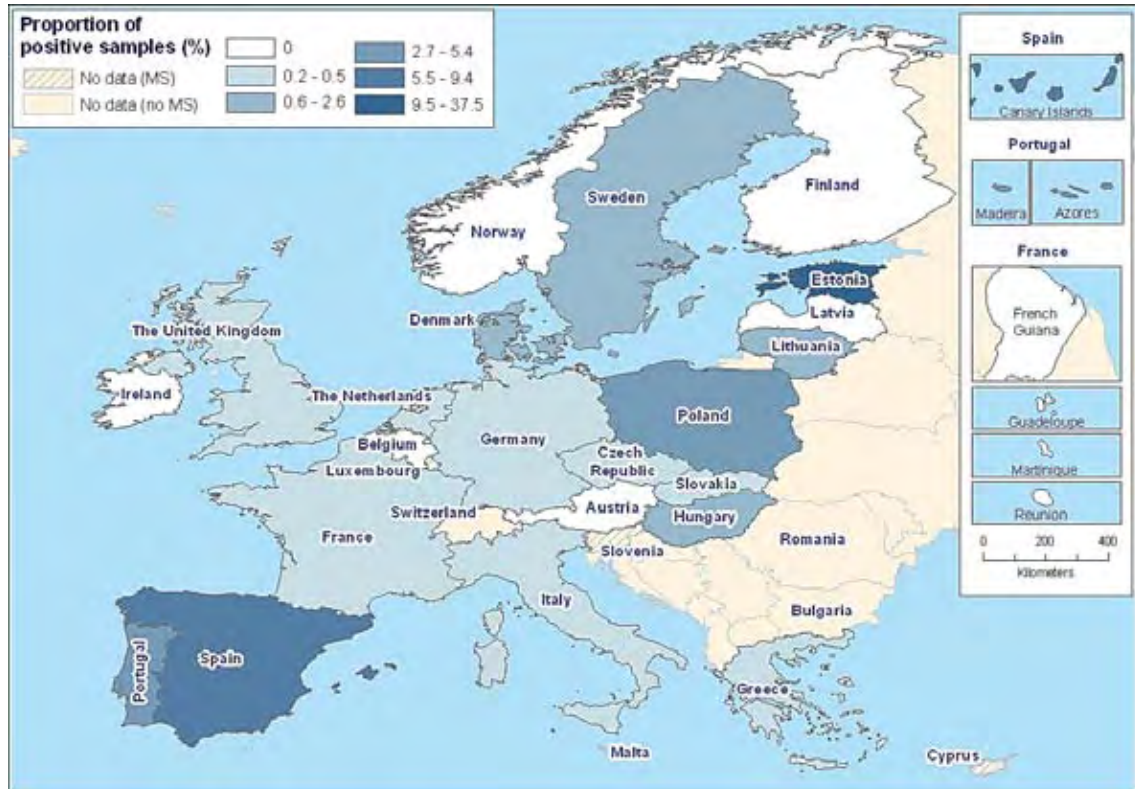 Proportion of
positive samples (%)
No data (MS)
No data (no MS)
0
0.2 - 0.5
0.6 - 2.6
2.7 - 5.4
5.5 - 9.4
9.5 - 37.5
Spain
Canary Islands
Portugal
Madeira
Azores
France
French
Guiana
Guadeloupe
Martinique
Reunion
0 200 400
Kilometers
Finland
Sweden
Norway
Estonia
Latvia
Denmark
Lithuania
The United Kingdom
Ireland
The Netherlands
Poland
Belgium
Germany
Czech
Republic
Luxembourg
Slovakia
Austria
Switzerland
Hungary
France
Romania
Slovenia
Italy
Bulgaria
Spain
Portugal
Greece
Malta
Cyprus